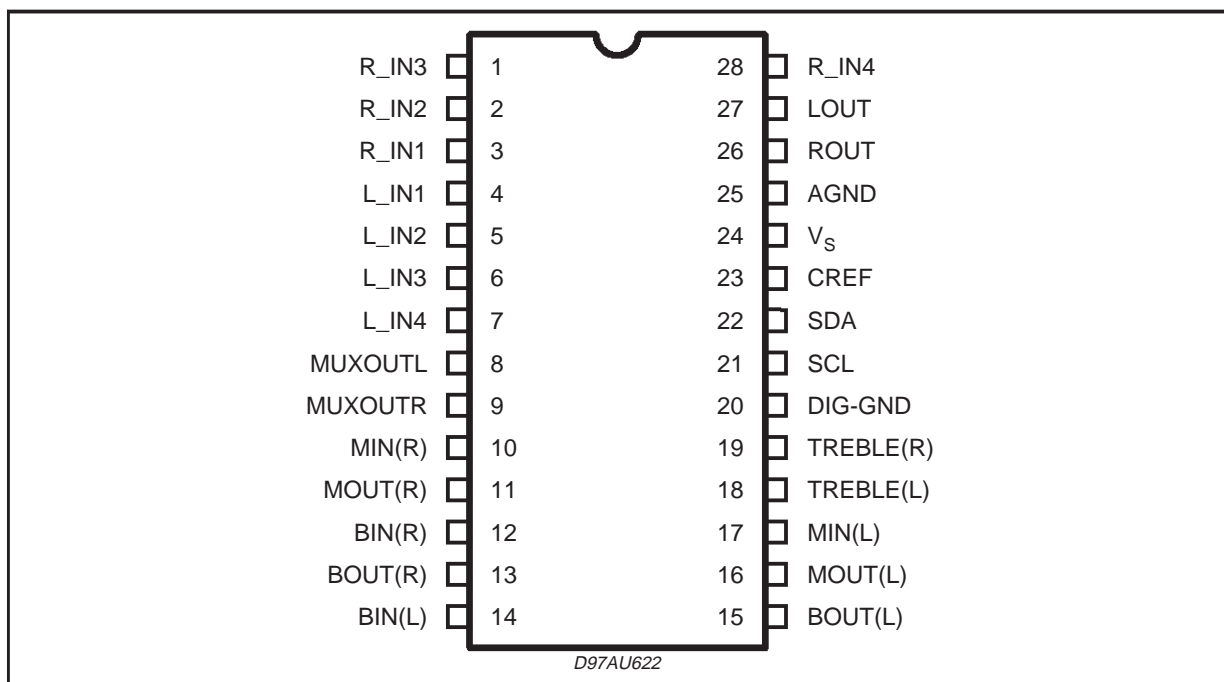 R_IN3 1 28 R_IN4
R_IN2 2 27 LOUT
R_IN1 3 26 ROUT
L_IN1 4 25 AGND
L_IN2 5 24 VS
L_IN3 6 23 CREF
L_IN4 7 22 SDA
MUXOUTL 8 21 SCL
MUXOUTR 9 20 DIG-GND
MIN(R) 10 19 TREBLE(R)
MOUT(R) 11 18 TREBLE(L)
BIN(R) 12 17 MIN(L)
BOUT(R) 13 16 MOUT(L)
BIN(L) 14 15 BOUT(L)
D97AU622